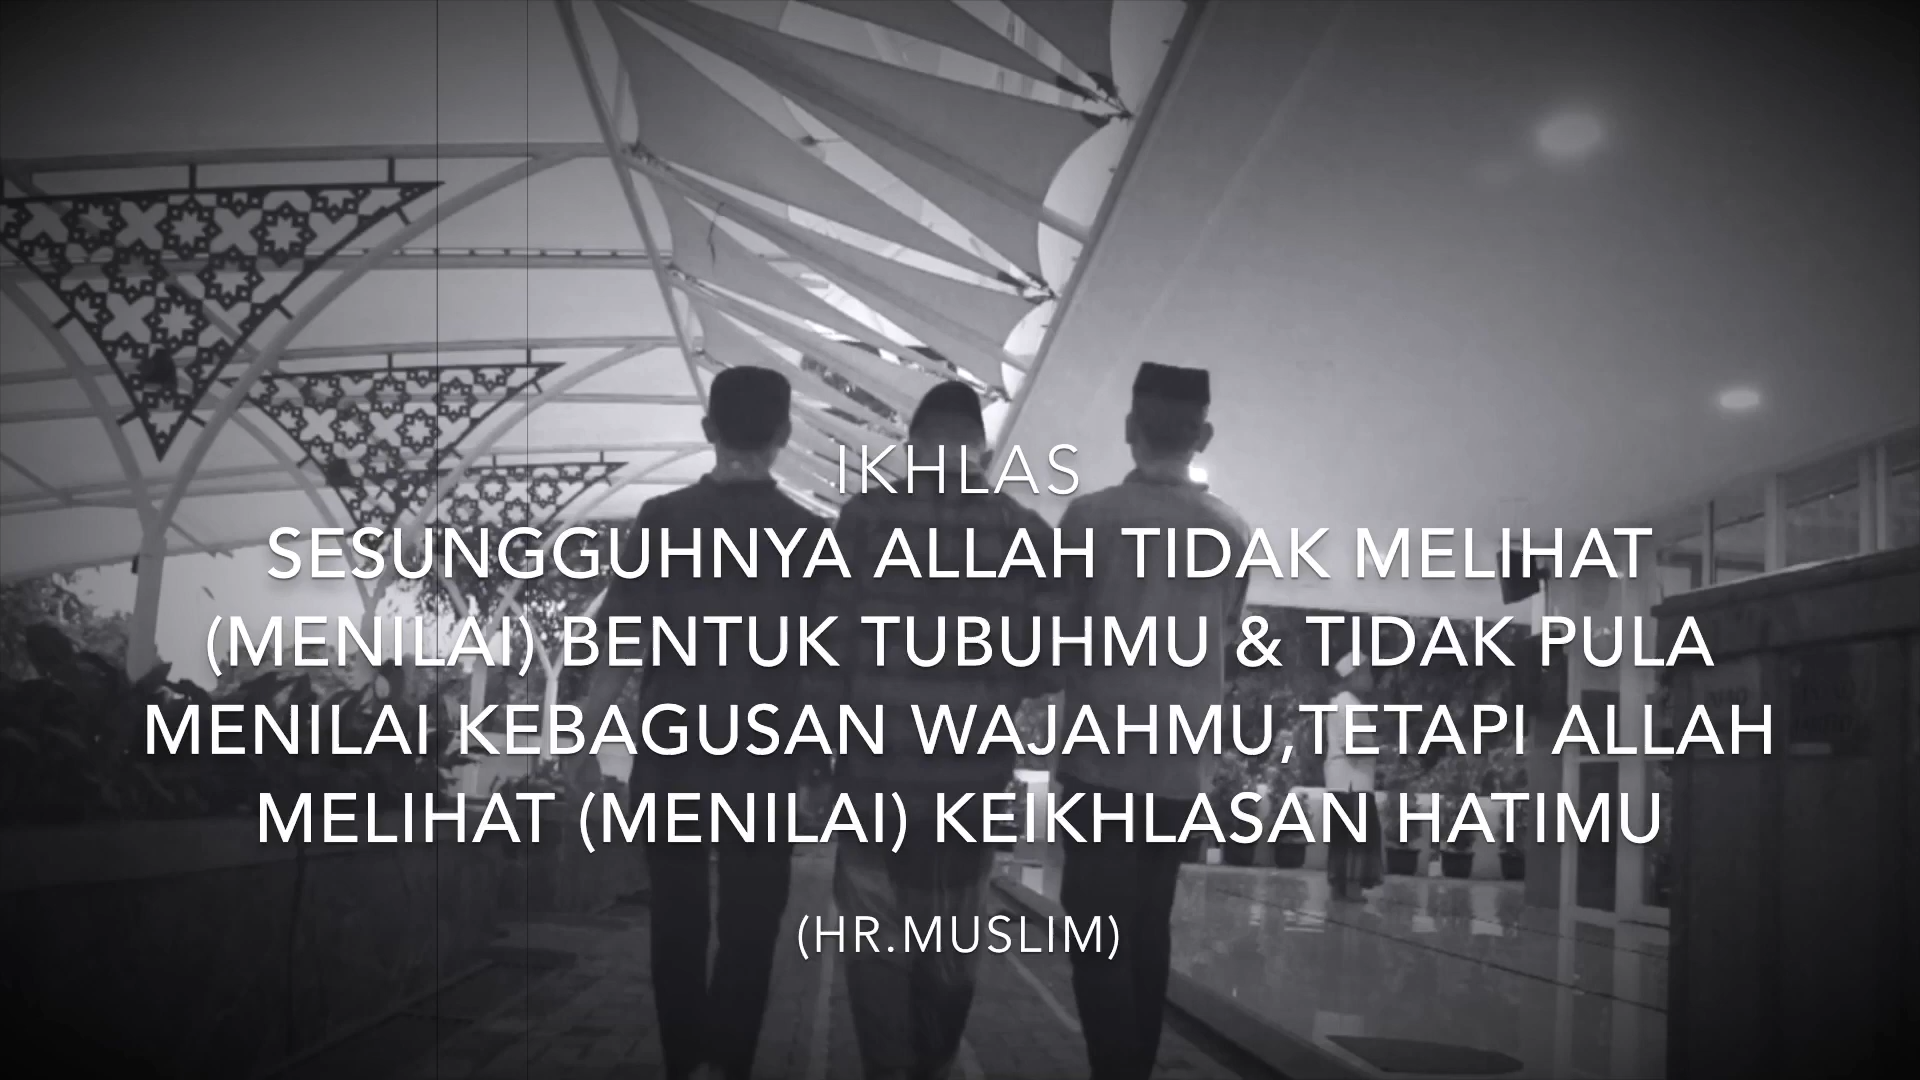 IKHLAS
SESUNGGUHNYA ALLAH TIDAK MELIHAT
(MENILAI) BENTUK TUBUHMU & TIDAK PULA
MENILAI KEBAGUSAN WAJAHMU,TETAPI ALLAH
MELIHAT (MENILAI) KEIKHLASAN HATIMU
(HR.MUSLIM)